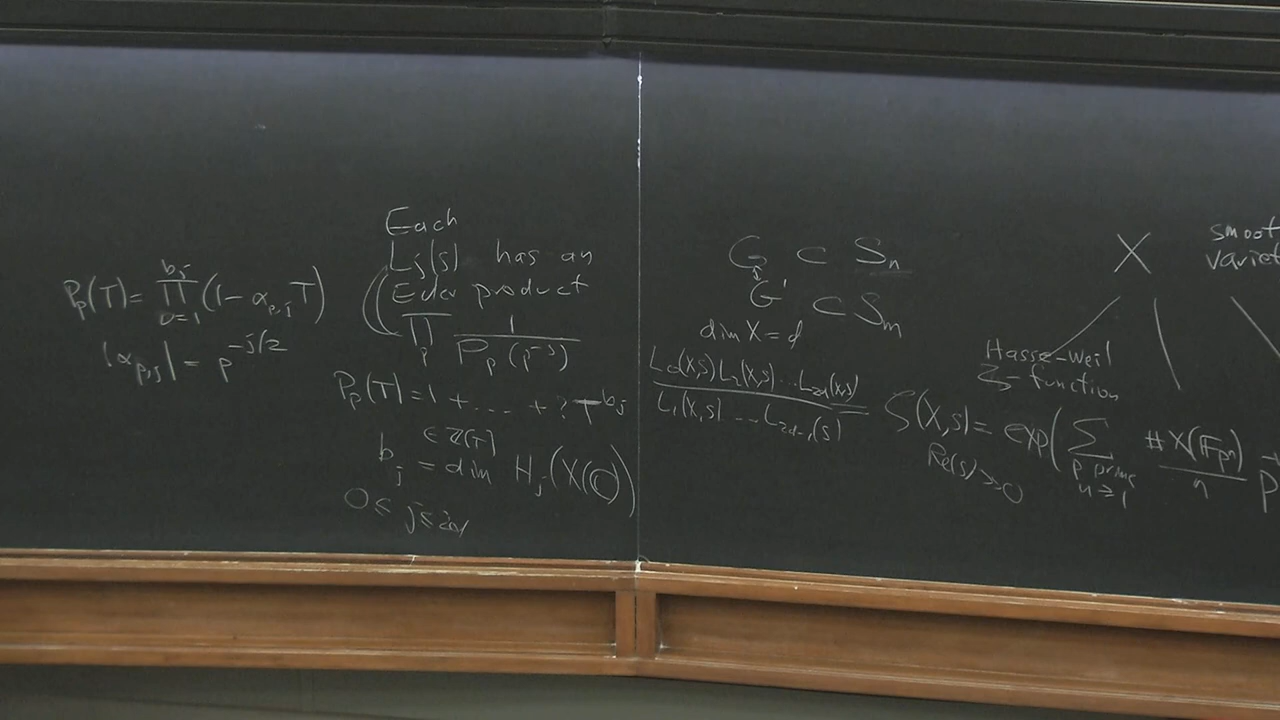 P_p(T) = ∏_{υ=1}^{b_j} (1 - α_{p,j} T)
|α_{p,j}| = p^{-j/2}
Each
L_j(s) has an
Euler product
∏_p 1 / P_p(p^{-s})
P_p(T) = 1 + .... + ? T^{b_j}
∈ Z[T]
b_j = dim H_j(X(C))
0 ≤ j ≤ 2d
G ⊂ S_n
G' ⊂ S_m
dim X = d
L_0(X,s) L_2(X,s) ... L_{2d}(X,s) / L_1(X,s) ... L_{2d-1}(s) = ζ(X,s) = exp( ∑_{p prime n ≥ 1} #X(F_{p^n}) / n
Re(s) >> 0
X
Hasse-Weil
ζ-function